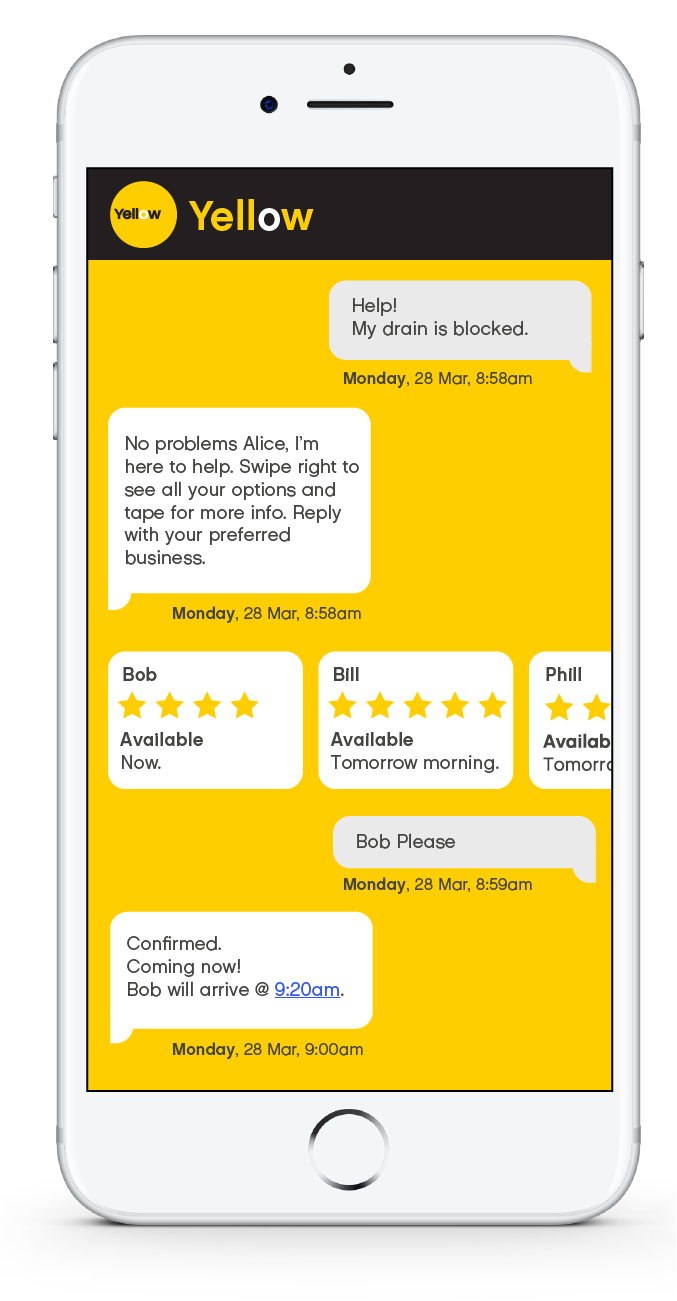 Yellow
Yellow
Help!
My drain is blocked.
Monday, 28 Mar, 8:58am
No problems Alice, I’m
here to help. Swipe right to
see all your options and
tape for more info. Reply
with your preferred
business.
Monday, 28 Mar, 8:58am
Bob
Available
Now.
Bill
Available
Tomorrow morning.
Phill
Availab
Tomorro
Bob Please
Monday, 28 Mar, 8:59am
Confirmed.
Coming now!
Bob will arrive @ 9:20am.
Monday, 28 Mar, 9:00am